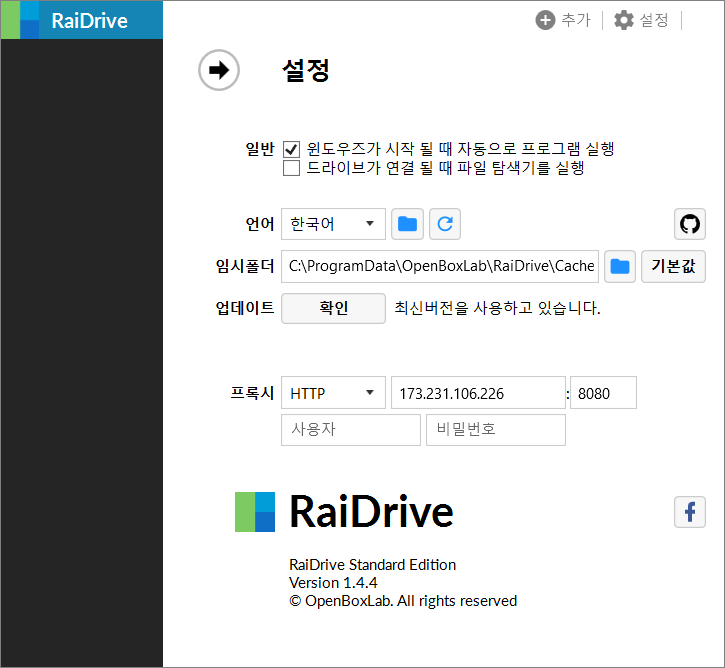 RaiDrive
추가
설정
설정
일반 윈도우즈가 시작 될 때 자동으로 프로그램 실행
드라이브가 연결 될 때 파일 탐색기를 실행
언어 한국어
임시폴더 C:\ProgramData\OpenBoxLab\RaiDrive\Cache 기본값
업데이트 확인 최신버전을 사용하고 있습니다.
프록시 HTTP 173.231.106.226 : 8080
사용자 비밀번호
RaiDrive
RaiDrive Standard Edition
Version 1.4.4
© OpenBoxLab. All rights reserved